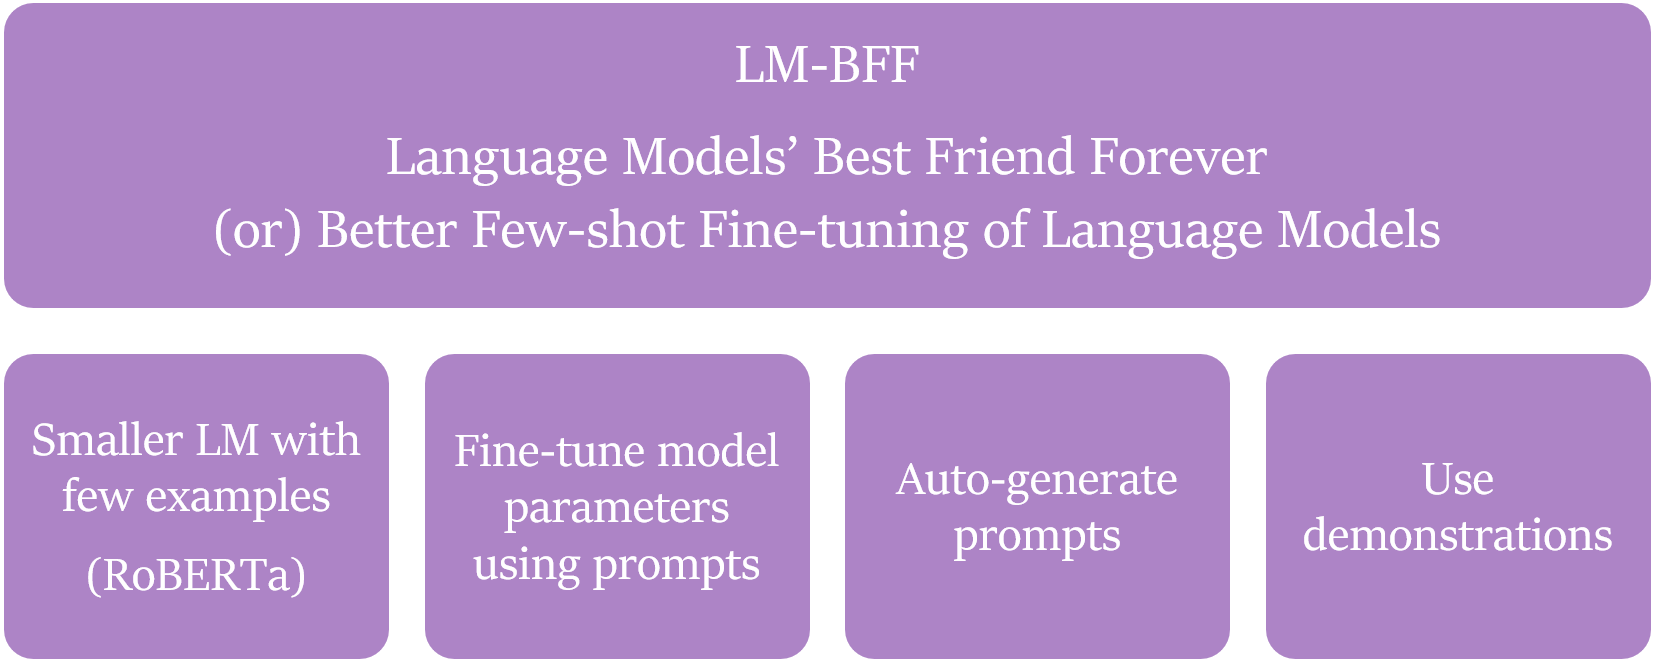 LM-BFF
Language Models’ Best Friend Forever
(or) Better Few-shot Fine-tuning of Language Models
Smaller LM with
few examples
(RoBERTa)
Fine-tune model
parameters
using prompts
Auto-generate
prompts
Use
demonstrations